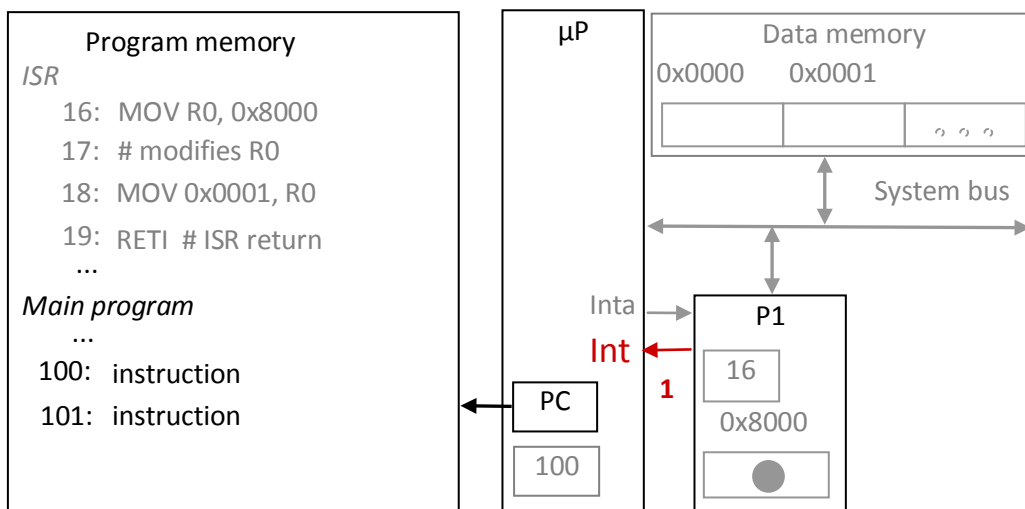 Program memory
ISR
16: MOV R0, 0x8000
17: # modifies R0
18: MOV 0x0001, R0
19: RETI # ISR return
...
Main program
...
100: instruction
101: instruction
µP
Inta
Int
1
PC
100
Data memory
0x0000 0x0001
System bus
P1
16
0x8000